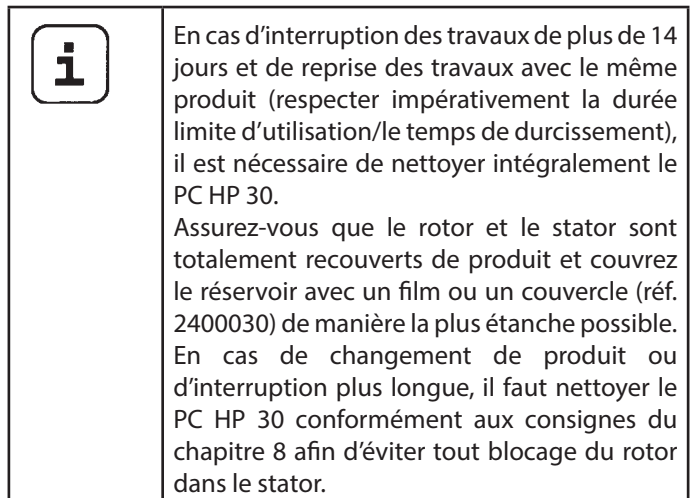 i
En cas d’interruption des travaux de plus de 14
jours et de reprise des travaux avec le même
produit (respecter impérativement la durée
limite d’utilisation/le temps de durcissement),
il est nécessaire de nettoyer intégralement le
PC HP 30.
Assurez-vous que le rotor et le stator sont
totalement recouverts de produit et couvrez
le réservoir avec un film ou un couvercle (réf.
2400030) de manière la plus étanche possible.
En cas de changement de produit ou
d’interruption plus longue, il faut nettoyer le
PC HP 30 conformément aux consignes du
chapitre 8 afin d’éviter tout blocage du rotor
dans le stator.